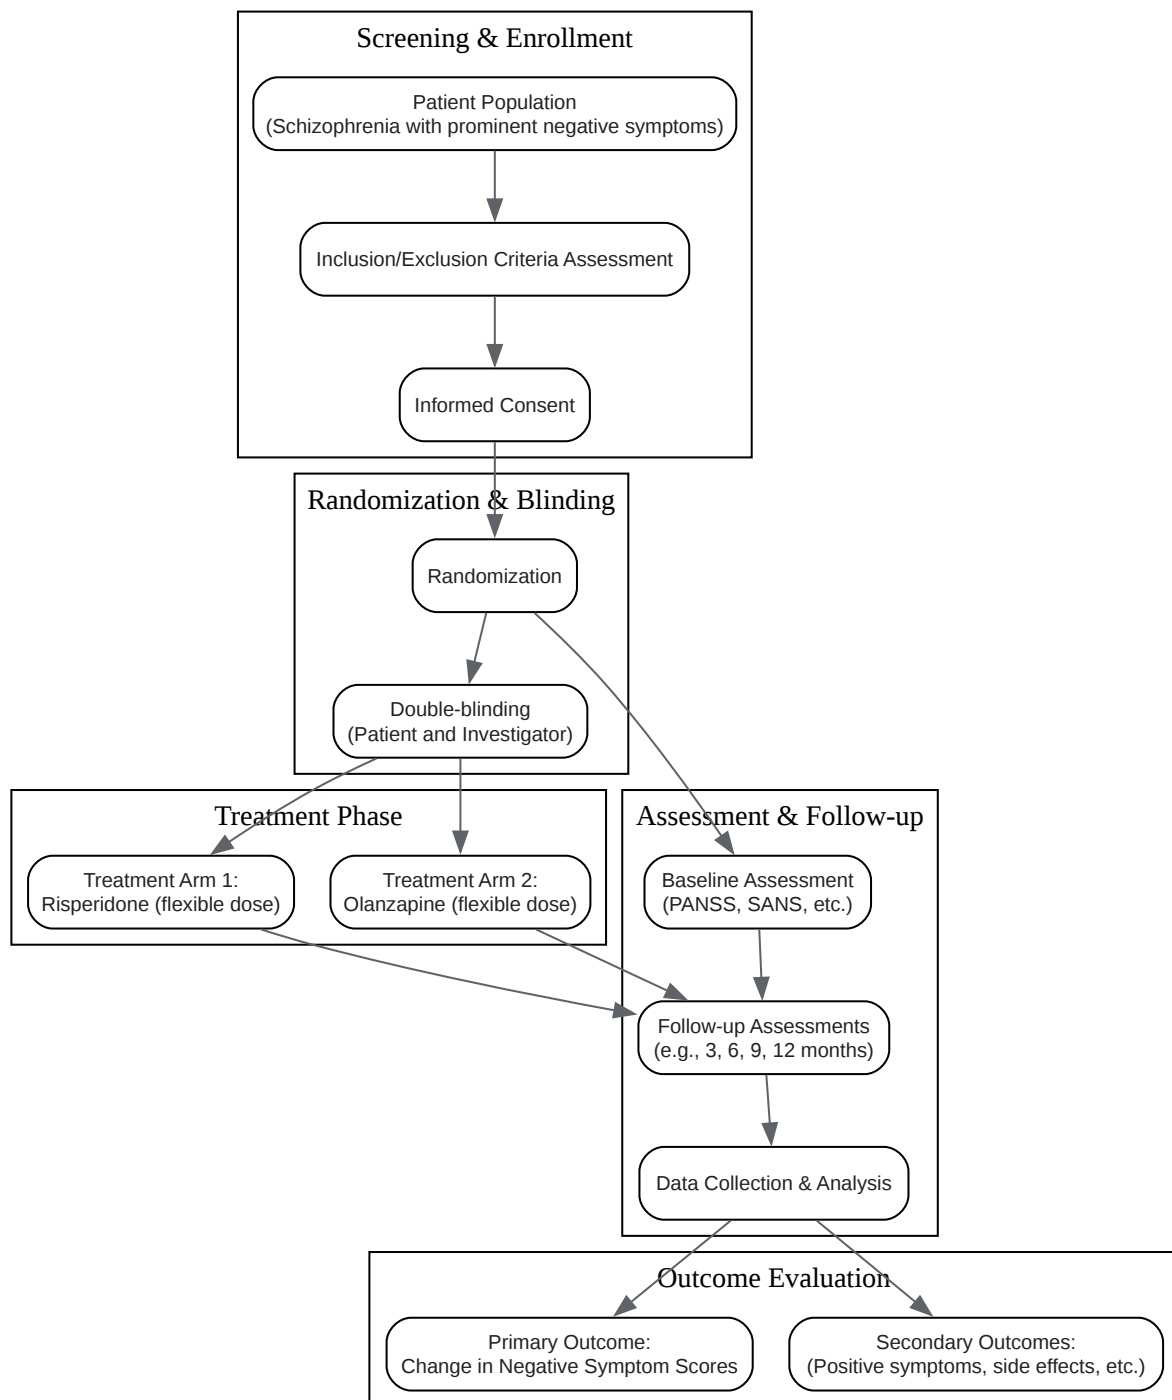 Screening & Enrollment
Patient Population
(Schizophrenia with prominent negative symptoms)
Inclusion/Exclusion Criteria Assessment
Informed Consent
Randomization & Blinding
Randomization
Double-blinding
(Patient and Investigator)
Treatment Phase
Treatment Arm 1:
Risperidone (flexible dose)
Treatment Arm 2:
Olanzapine (flexible dose)
Assessment & Follow-up
Baseline Assessment
(PANSS, SANS, etc.)
Follow-up Assessments
(e.g., 3, 6, 9, 12 months)
Data Collection & Analysis
Outcome Evaluation
Primary Outcome:
Change in Negative Symptom Scores
Secondary Outcomes:
(Positive symptoms, side effects, etc.)